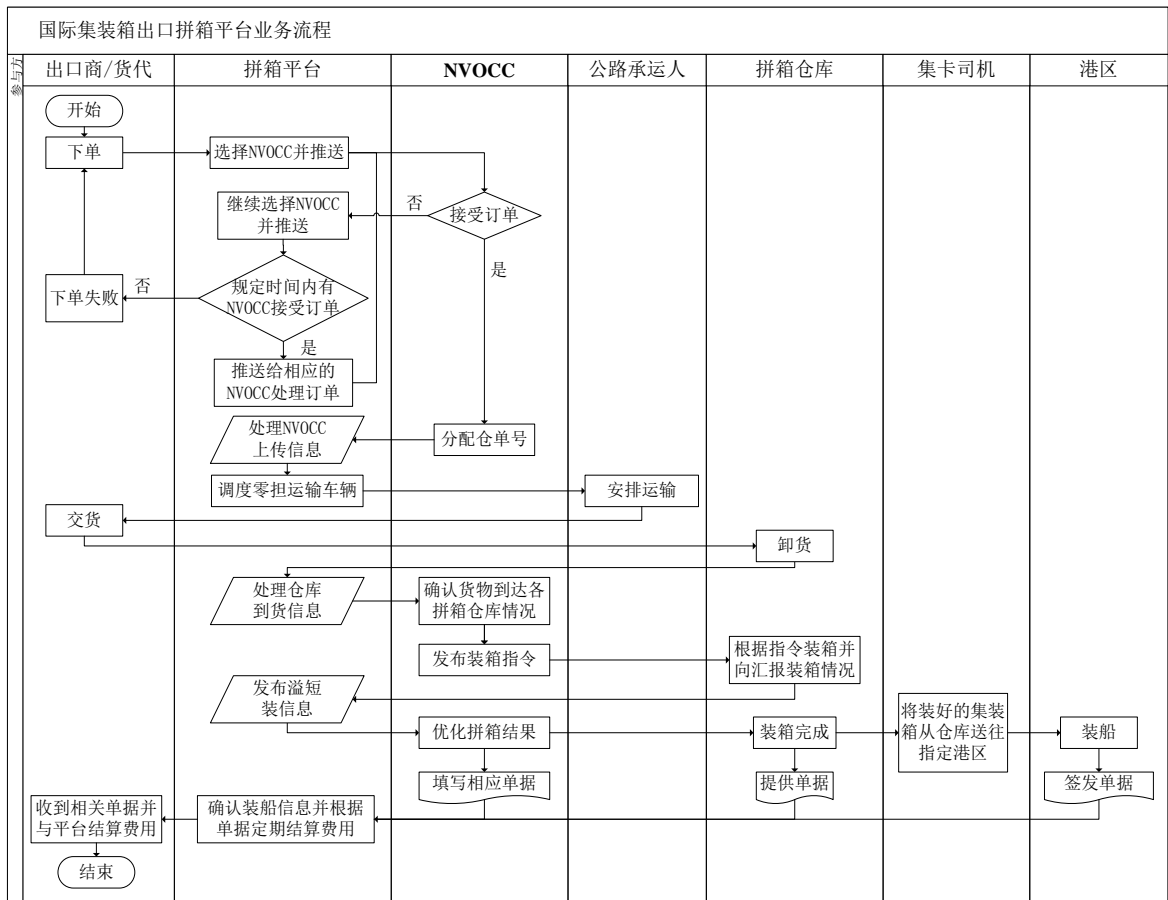 国际集装箱出口拼箱平台业务流程
参与方
出口商/货代
拼箱平台
NVOCC
公路承运人
拼箱仓库
集卡司机
港区
开始
下单
选择NVOCC并推送
继续选择NVOCC
并推送
否
接受订单
是
下单失败
否
规定时间内有
NVOCC接受订单
是
推送给相应的
NVOCC处理订单
处理NVOCC
上传信息
分配仓单号
调度零担运输车辆
安排运输
交货
卸货
处理仓库
到货信息
确认货物到达各
拼箱仓库情况
发布装箱指令
根据指令装箱并
向汇报装箱情况
发布溢短
装信息
优化拼箱结果
装箱完成
将装好的集装
箱从仓库送往
指定港区
装船
填写相应单据
提供单据
签发单据
收到相关单据并
与平台结算费用
确认装船信息并根据
单据定期结算费用
结束